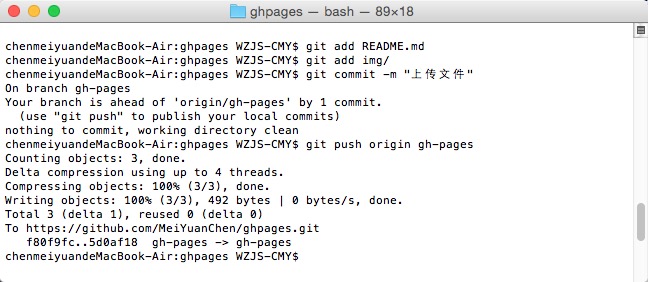 ghpages — bash — 89×18
chenmeiyuandeMacBook-Air:ghpages WZJS-CMY$ git add README.md
chenmeiyuandeMacBook-Air:ghpages WZJS-CMY$ git add img/
chenmeiyuandeMacBook-Air:ghpages WZJS-CMY$ git commit -m "上传文件"
On branch gh-pages
Your branch is ahead of 'origin/gh-pages' by 1 commit.
  (use "git push" to publish your local commits)
nothing to commit, working directory clean
chenmeiyuandeMacBook-Air:ghpages WZJS-CMY$ git push origin gh-pages
Counting objects: 3, done.
Delta compression using up to 4 threads.
Compressing objects: 100% (3/3), done.
Writing objects: 100% (3/3), 492 bytes | 0 bytes/s, done.
Total 3 (delta 1), reused 0 (delta 0)
To https://github.com/MeiYuanChen/ghpages.git
   f80f9fc..5d0af18  gh-pages -> gh-pages
chenmeiyuandeMacBook-Air:ghpages WZJS-CMY$